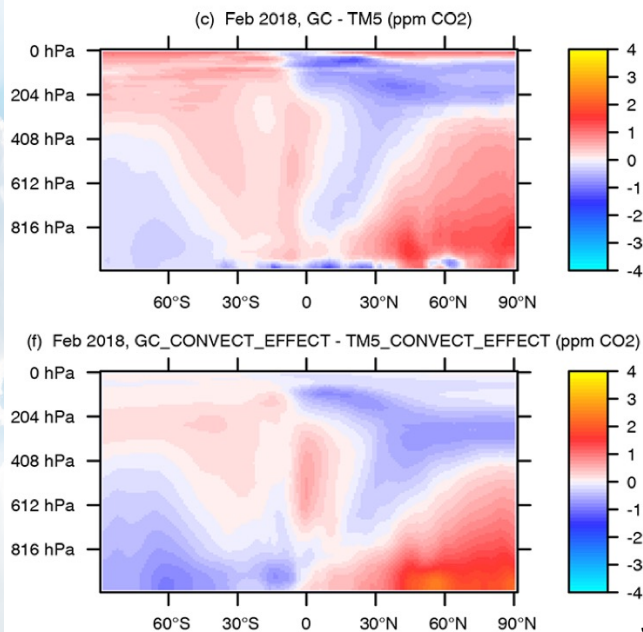 (c) Feb 2018, GC - TM5 (ppm CO2)
0 hPa
204 hPa
408 hPa
612 hPa
816 hPa
60°S 30°S 0 30°N 60°N 90°N
4
3
2
1
0
-1
-2
-3
-4
(f) Feb 2018, GC_CONVECT_EFFECT - TM5_CONVECT_EFFECT (ppm CO2)
0 hPa
204 hPa
408 hPa
612 hPa
816 hPa
60°S 30°S 0 30°N 60°N 90°N
4
3
2
1
0
-1
-2
-3
-4